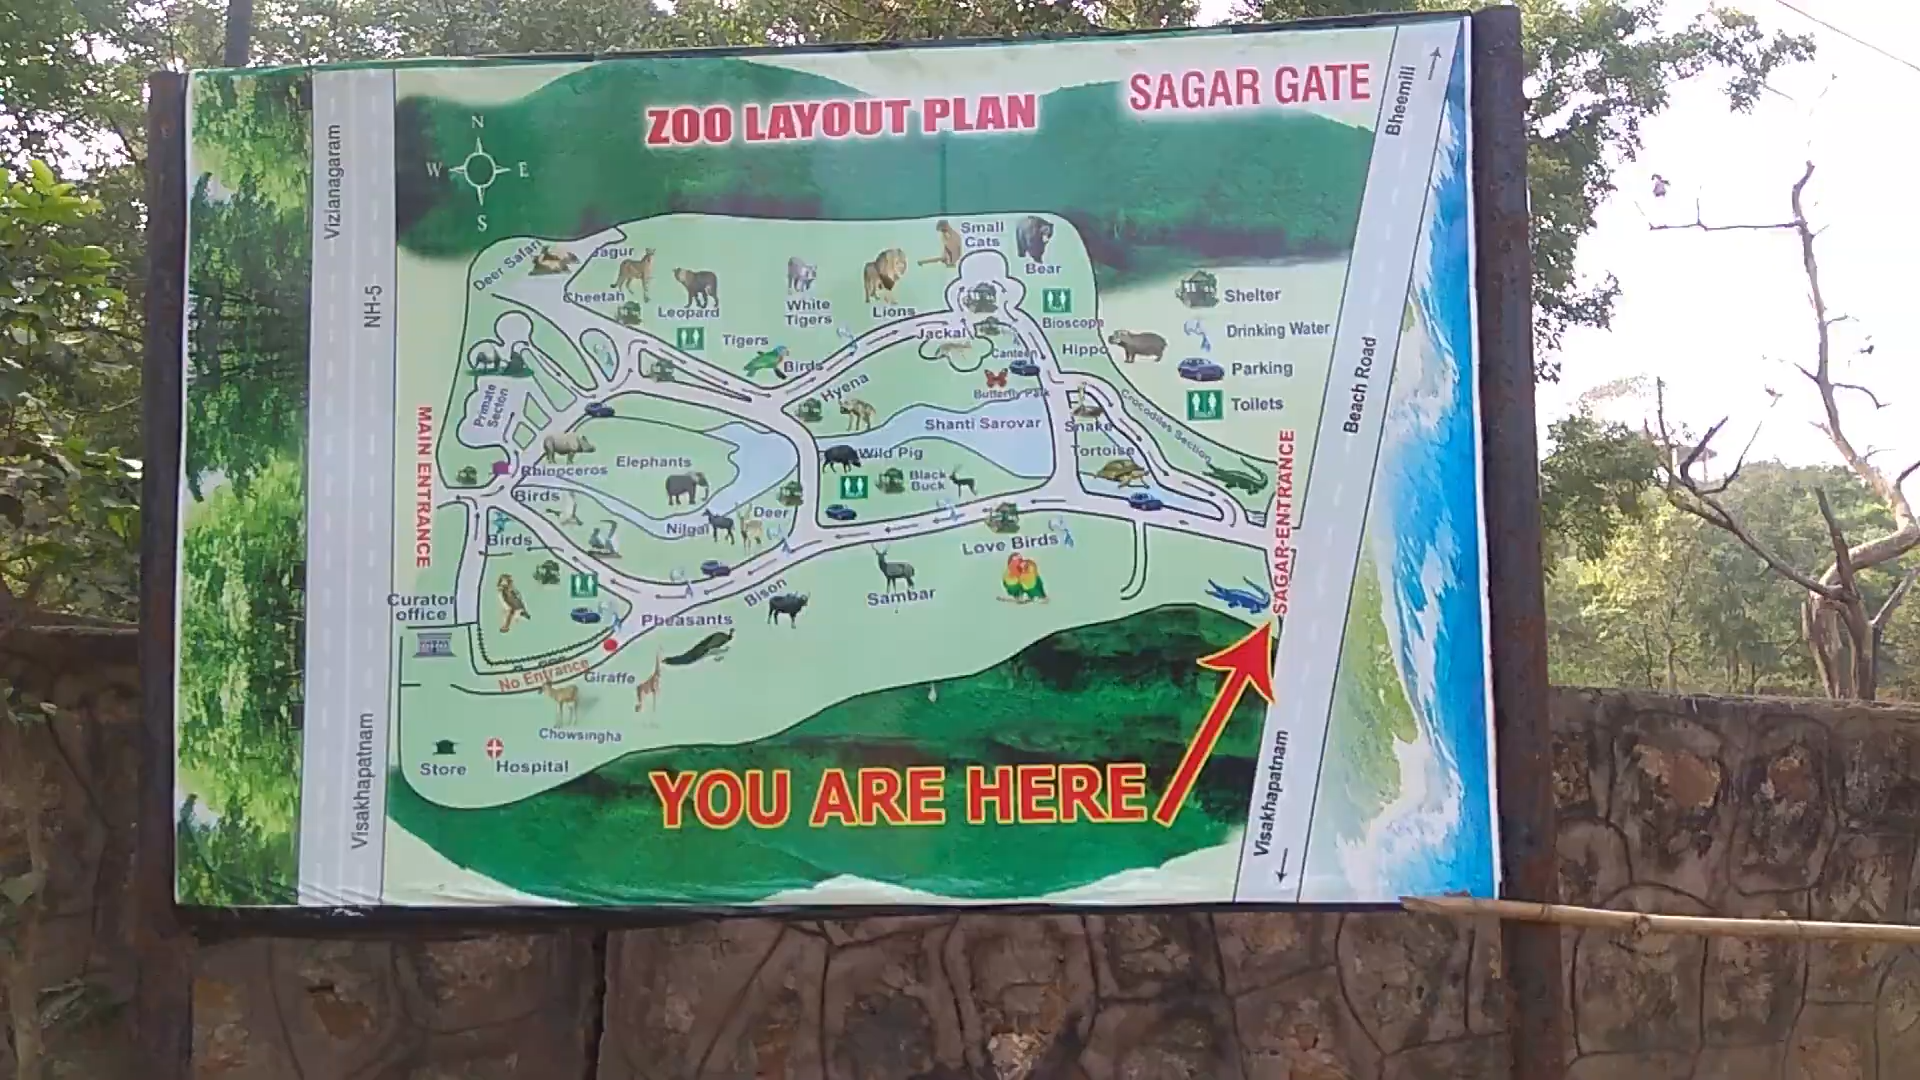 ZOO LAYOUT PLAN
SAGAR GATE
Bheemili
Vizianagaram
NH-5
Visakhapatnam
N
W
E
S
Deer Safari
Jagur
Cheetah
Leopard
Tigers
White
Tigers
Lions
Small
Cats
Bear
Bioscope
Jackal
Canteen
Hippo
Birds
Hyena
Butterfly Park
Shanti Sarovar
Snake
Tortoise
Crocodiles Section
Shelter
Drinking Water
Parking
Toilets
Beach Road
Primate
Section
MAIN ENTRANCE
Rhinoceros
Elephants
Wild Pig
Black
Buck
Birds
Nilgai
Deer
Birds
Love Birds
SAGAR-ENTRANCE
Curator
office
Bison
Sambar
Pheasants
No Entrance
Giraffe
Chowsingha
Store
Hospital
YOU ARE HERE
Visakhapatnam